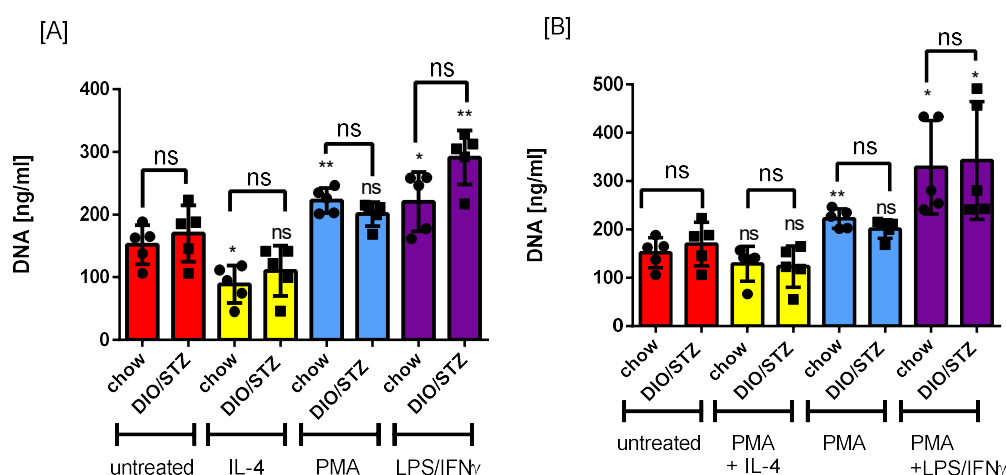 [A]
DNA [ng/ml]
400
300
200
100
0
ns
ns
ns
ns
*
ns
**
ns
*
**
chow
DIO/STZ
chow
DIO/STZ
chow
DIO/STZ
chow
DIO/STZ
untreated
IL-4
PMA
LPS/IFNγ
[B]
DNA [ng/ml]
500
400
300
200
100
0
ns
ns
ns
ns
ns
ns
**
ns
*
*
chow
DIO/STZ
chow
DIO/STZ
chow
DIO/STZ
chow
DIO/STZ
untreated
PMA
+ IL-4
PMA
PMA
+LPS/IFNγ